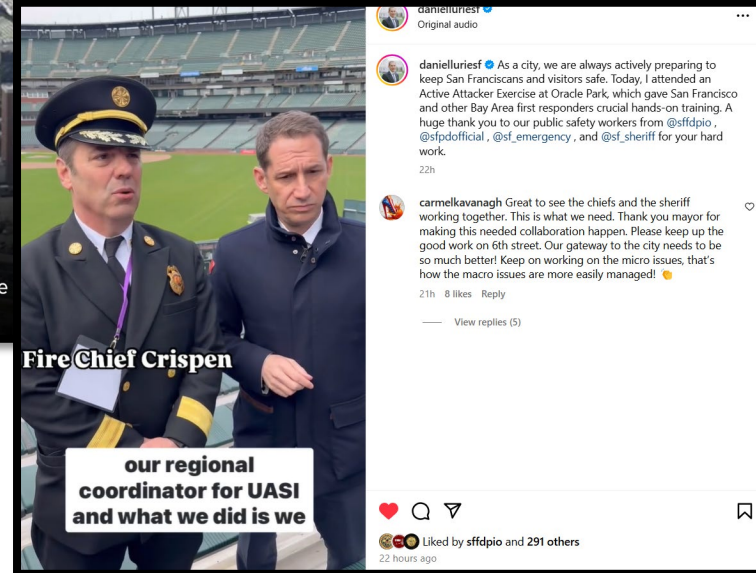 danielluriesf
Original audio
danielluriesf As a city, we are always actively preparing to
keep San Franciscans and visitors safe. Today, I attended an
Active Attacker Exercise at Oracle Park, which gave San Francisco
and other Bay Area first responders crucial hands-on training. A
huge thank you to our public safety workers from @sffdpio ,
@sfpdofficial , @sf_emergency , and @sf_sheriff for your hard
work.
22h
carmelkavanagh Great to see the chiefs and the sheriff
working together. This is what we need. Thank you mayor for
making this needed collaboration happen. Please keep up the
good work on 6th street. Our gateway to the city needs to be
so much better! Keep on working on the micro issues, that's
how the macro issues are more easily managed! 👏
21h 8 likes Reply
View replies (5)
Fire Chief Crispen
our regional
coordinator for UASI
and what we did is we
Liked by sffdpio and 291 others
22 hours ago